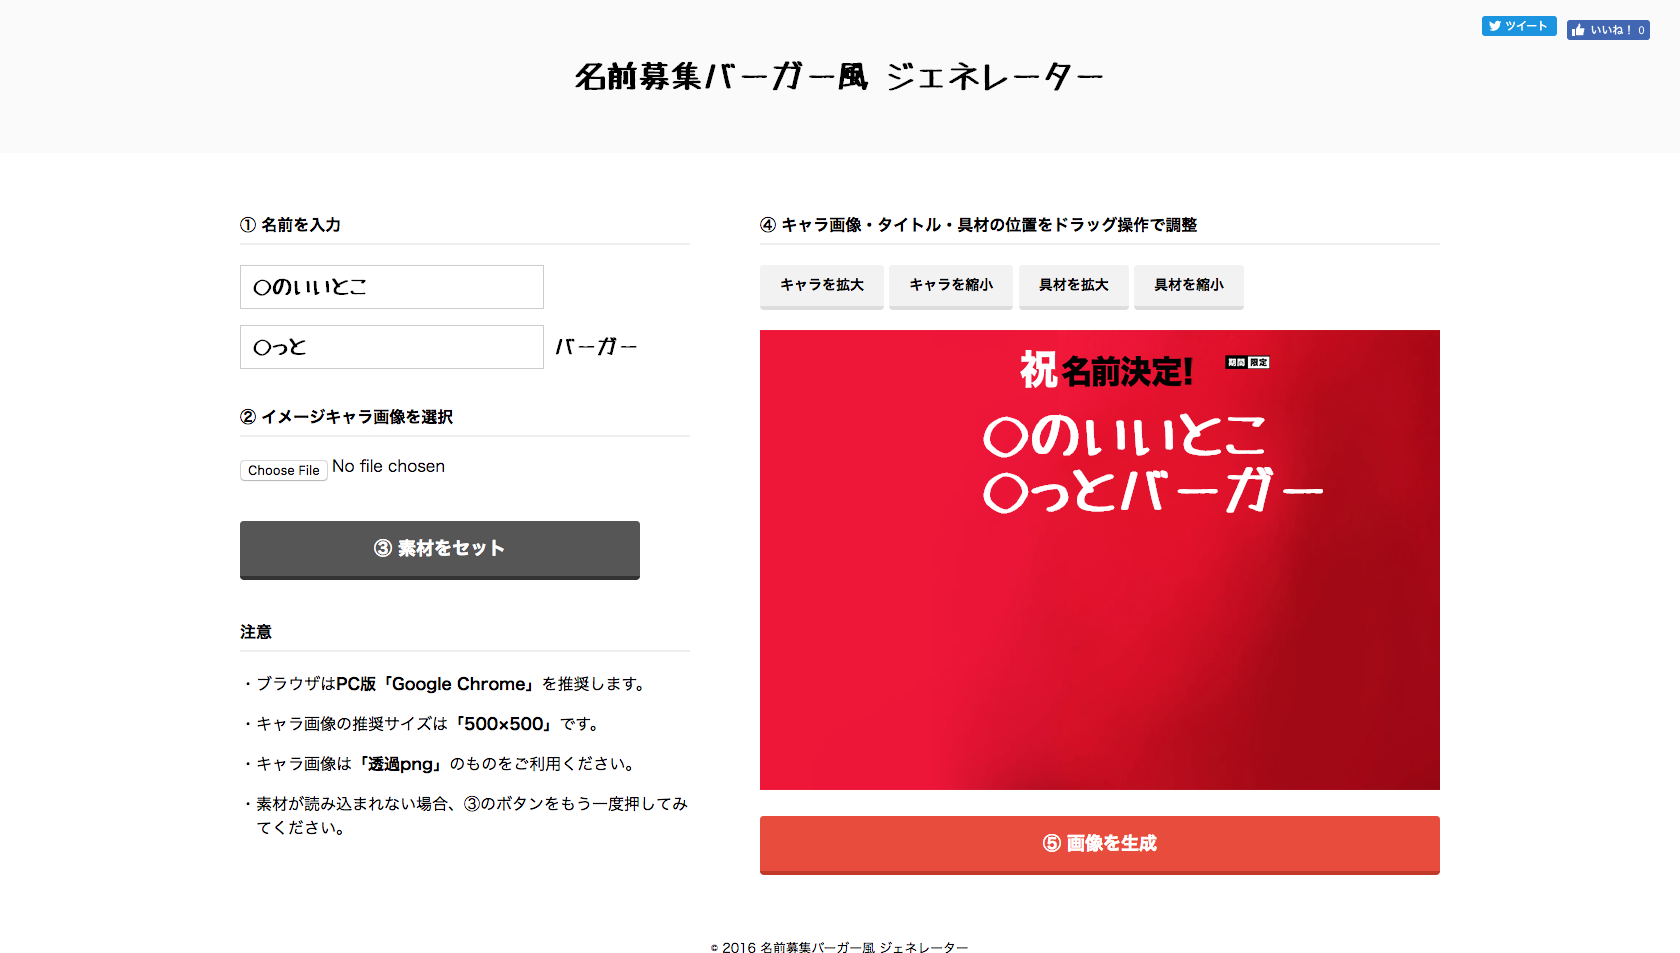 ツイート
いいね！ 0
名前募集バーガー風 ジェネレーター
① 名前を入力
〇のいいとこ
〇っと
バーガー
② イメージキャラ画像を選択
Choose File No file chosen
③ 素材をセット
注意
・ブラウザはPC版「Google Chrome」を推奨します。
・キャラ画像の推奨サイズは「500×500」です。
・キャラ画像は「透過png」のものをご利用ください。
・素材が読み込まれない場合、③のボタンをもう一度押してみ
てください。
④ キャラ画像・タイトル・具材の位置をドラッグ操作で調整
キャラを拡大
キャラを縮小
具材を拡大
具材を縮小
祝名前決定!
期間限定
〇のいいとこ
〇っとバーガー
⑤ 画像を生成
© 2016 名前募集バーガー風 ジェネレーター